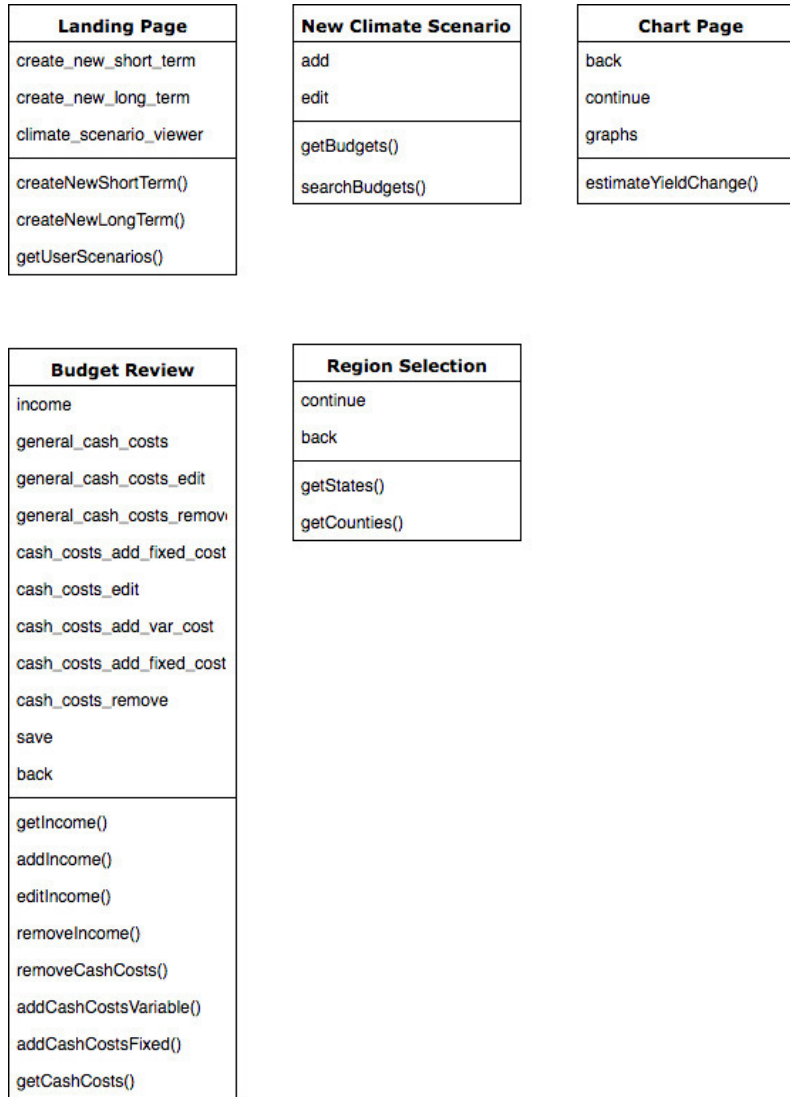 Landing Page
create_new_short_term
create_new_long_term
climate_scenario_viewer
createNewShortTerm()
createNewLongTerm()
getUserScenarios()
New Climate Scenario
add
edit
getBudgets()
searchBudgets()
Chart Page
back
continue
graphs
estimateYieldChange()
Budget Review
income
general_cash_costs
general_cash_costs_edit
general_cash_costs_remov
cash_costs_add_fixed_cost
cash_costs_edit
cash_costs_add_var_cost
cash_costs_add_fixed_cost
cash_costs_remove
save
back
getIncome()
addIncome()
editIncome()
removeIncome()
removeCashCosts()
addCashCostsVariable()
addCashCostsFixed()
getCashCosts()
Region Selection
continue
back
getStates()
getCounties()